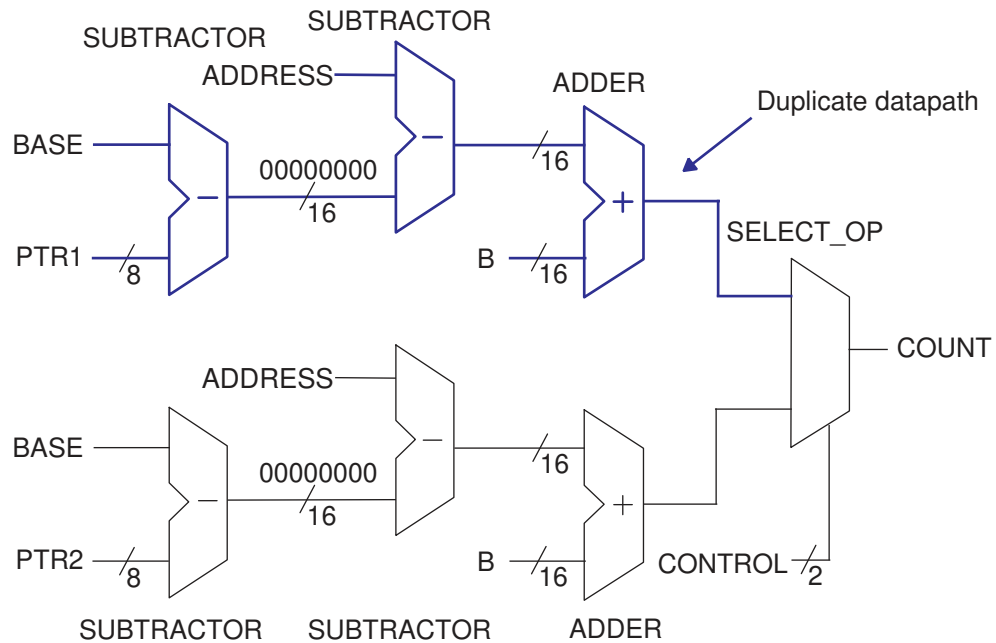 SUBTRACTOR
SUBTRACTOR
ADDRESS
ADDER
Duplicate datapath
BASE
−
−
16
00000000
16
−
+
PTR1
8
B
16
SELECT_OP
COUNT
ADDRESS
BASE
−
16
00000000
16
−
+
PTR2
8
B
16
CONTROL
2
SUBTRACTOR
SUBTRACTOR
ADDER